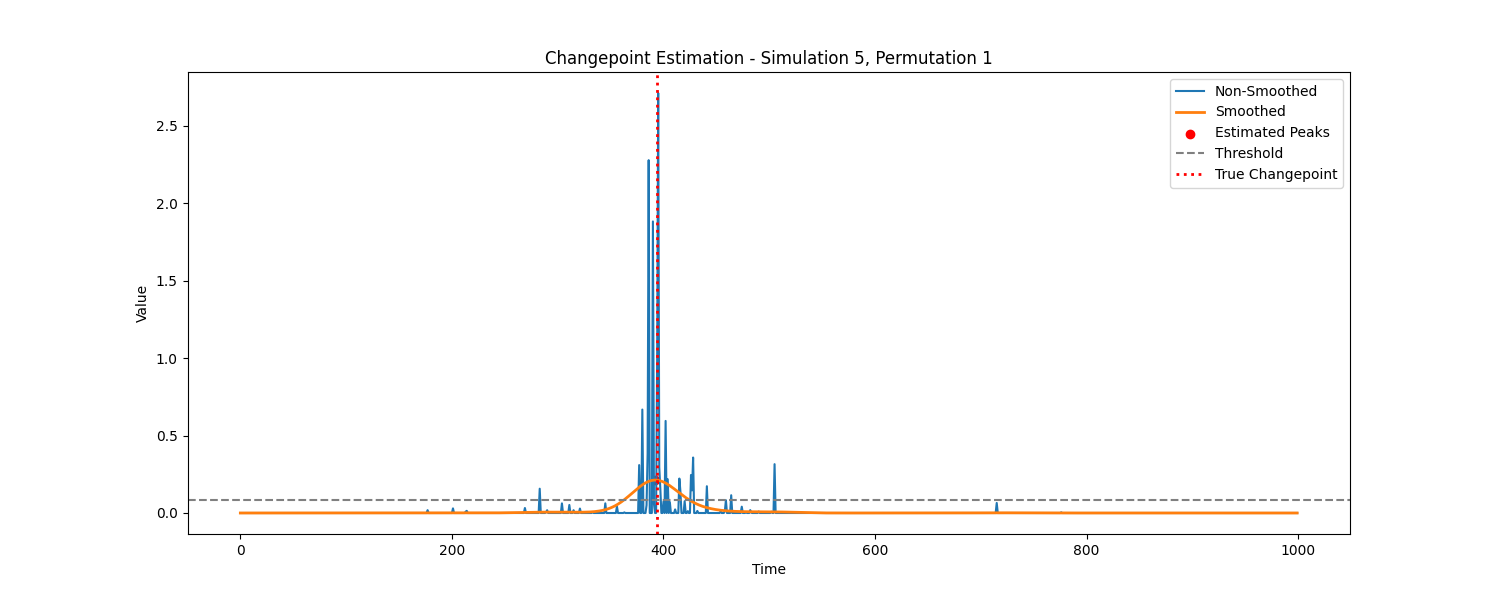 Changepoint Estimation - Simulation 5, Permutation 1
Non-Smoothed
Smoothed
Estimated Peaks
Threshold
True Changepoint
2.5
2.0
1.5
1.0
0.5
0.0
Value
0 200 400 600 800 1000
Time